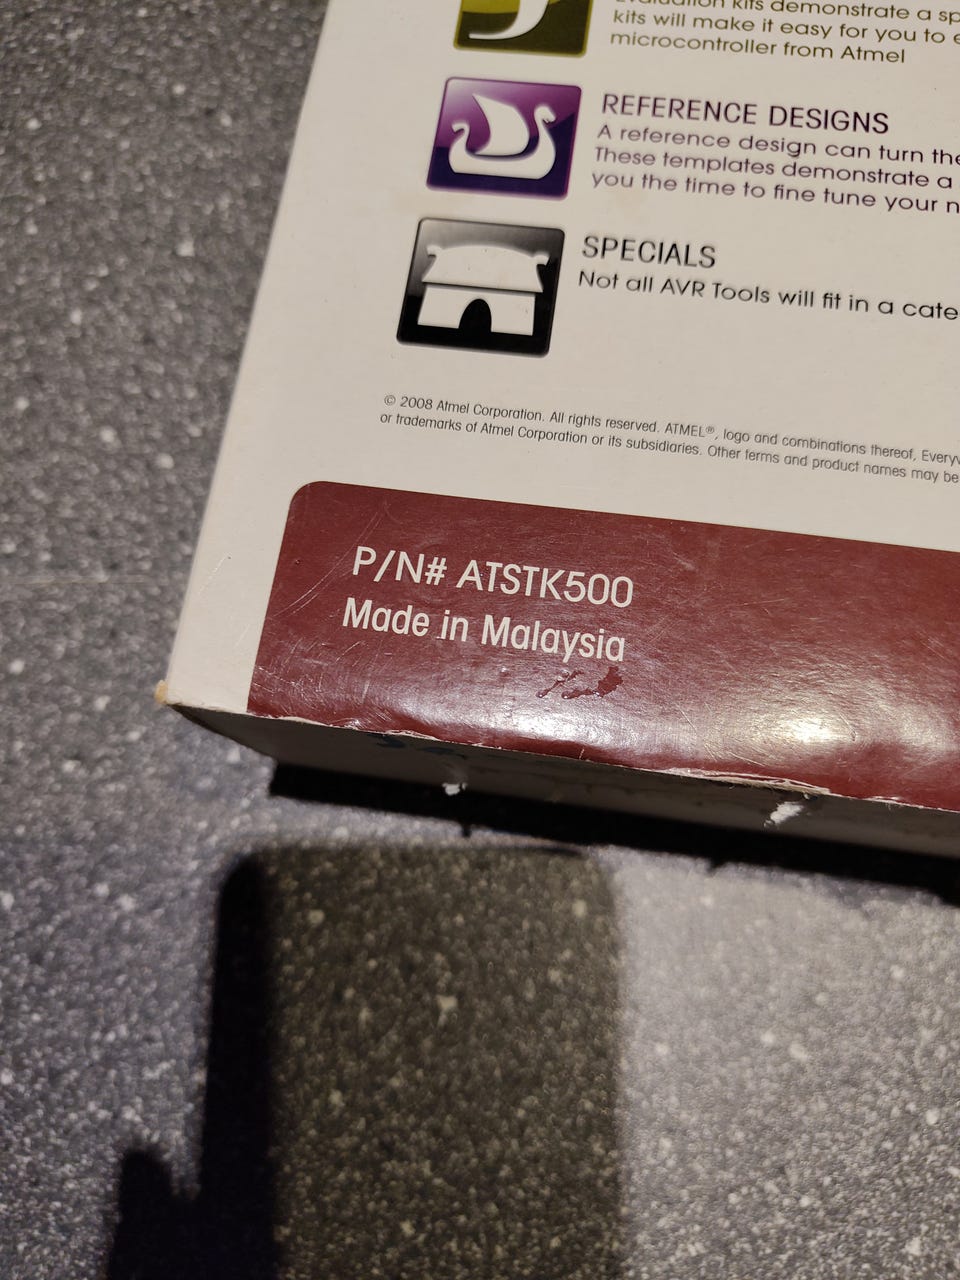 Evaluation kits demonstrate a
kits will make it easy for you to
microcontroller from Atmel
REFERENCE DESIGNS
A reference design can turn the
These templates demonstrate a
you the time to fine tune your
SPECIALS
Not all AVR Tools will fit in a
© 2008 Atmel Corporation. All rights reserved. ATMEL®, logo and combinations thereof,
or trademarks of Atmel Corporation or its subsidiaries. Other terms and product names may be
P/N# ATSTK500
Made in Malaysia